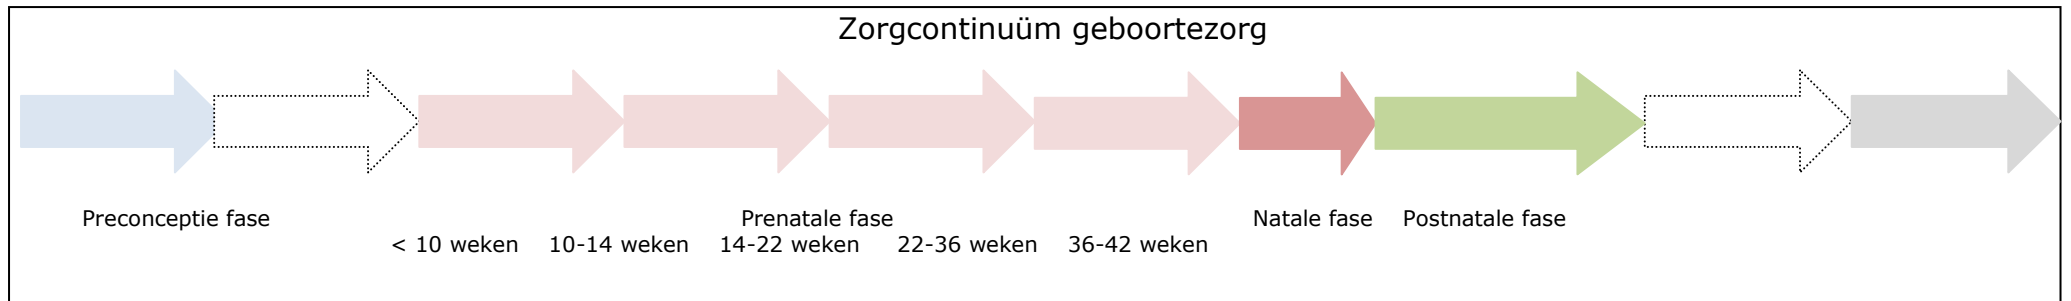 Zorgcontinuüm geboortezorg
Preconceptie fase Prenatale fase Natale fase Postnatale fase
< 10 weken 10-14 weken 14-22 weken 22-36 weken 36-42 weken